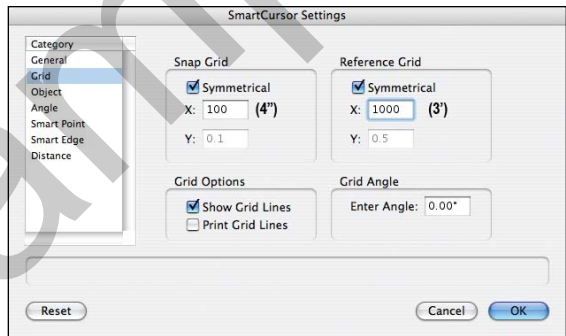 SmartCursor Settings
Category
General
Grid
Object
Angle
Smart Point
Smart Edge
Distance
Snap Grid
Symmetrical
X: 100 (4")
Y: 0.1
Reference Grid
Symmetrical
X: 1000 (3')
Y: 0.5
Grid Options
Show Grid Lines
Print Grid Lines
Grid Angle
Enter Angle: 0.00°
Reset
Cancel
OK